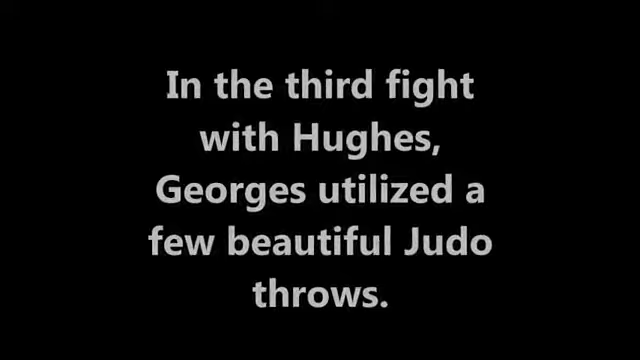 In the third fight
with Hughes,
Georges utilized a
few beautiful Judo
throws.